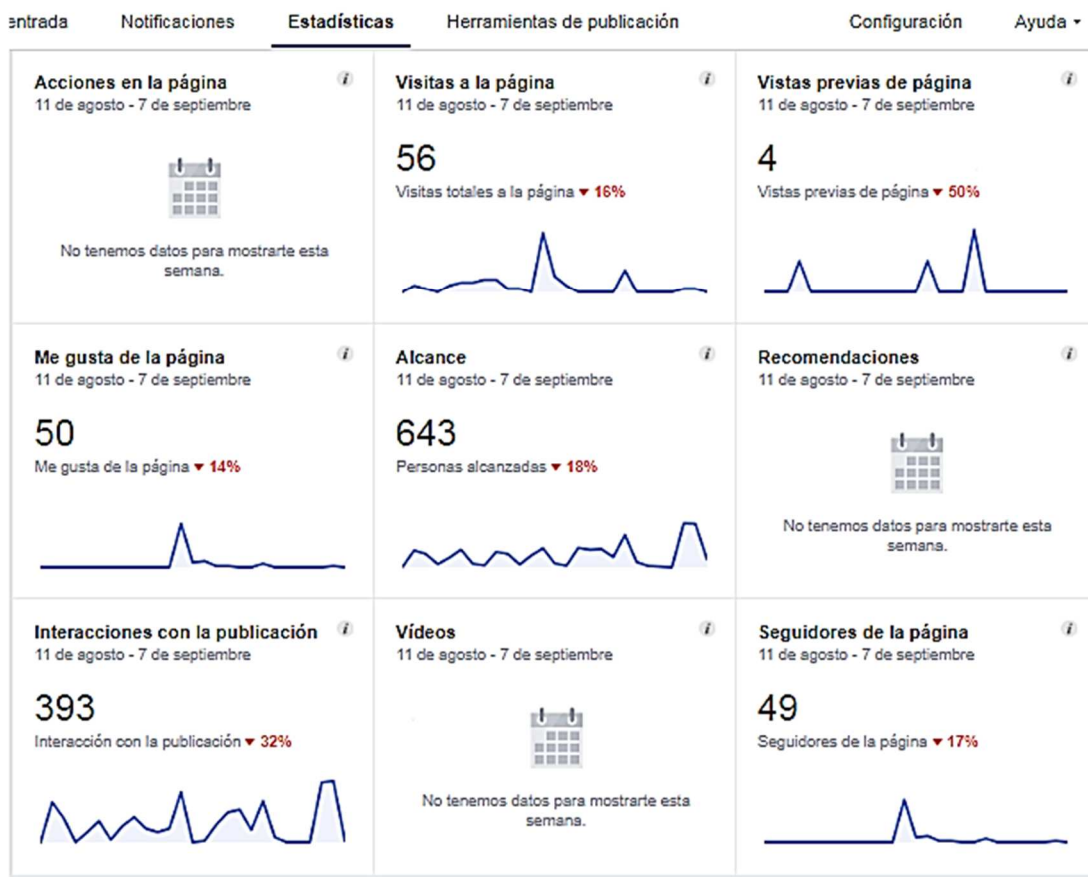 entrada Notificaciones Estadísticas Herramientas de publicación Configuración Ayuda
Acciones en la página
11 de agosto - 7 de septiembre
No tenemos datos para mostrarte esta
semana.
Visitas a la página
11 de agosto - 7 de septiembre
56
Visitas totales a la página ▼ 16%
Vistas previas de página
11 de agosto - 7 de septiembre
4
Vistas previas de página ▼ 50%
Me gusta de la página
11 de agosto - 7 de septiembre
50
Me gusta de la página ▼ 14%
Alcance
11 de agosto - 7 de septiembre
643
Personas alcanzadas ▼ 18%
Recomendaciones
11 de agosto - 7 de septiembre
No tenemos datos para mostrarte esta
semana.
Interacciones con la publicación
11 de agosto - 7 de septiembre
393
Interacción con la publicación ▼ 32%
Vídeos
11 de agosto - 7 de septiembre
No tenemos datos para mostrarte esta
semana.
Seguidores de la página
11 de agosto - 7 de septiembre
49
Seguidores de la página ▼ 17%